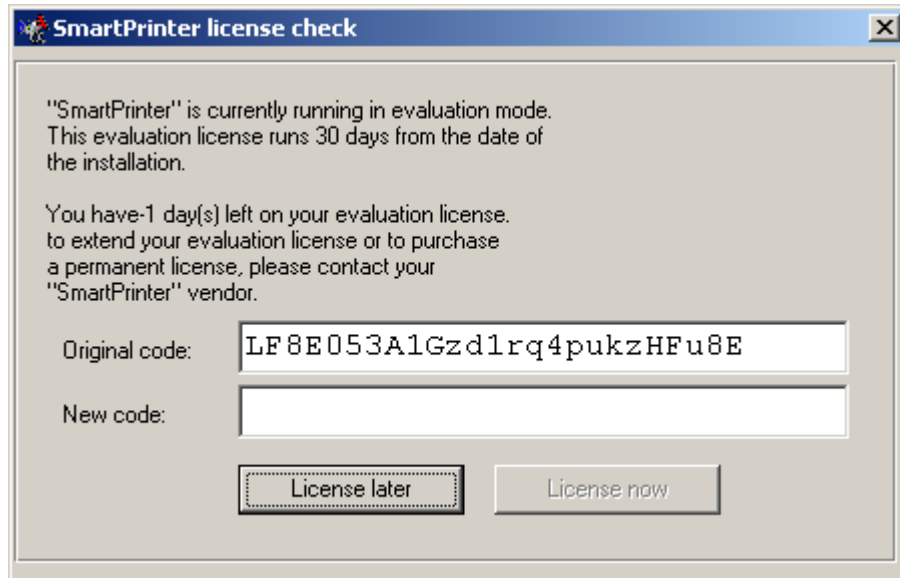 SmartPrinter license check
"SmartPrinter" is currently running in evaluation mode.
This evaluation license runs 30 days from the date of
the installation.
You have-1 day(s) left on your evaluation license.
to extend your evaluation license or to purchase
a permanent license, please contact your
"SmartPrinter" vendor.
Original code: LF8E053A1Gzd1rq4pukzHFu8E
New code:
License later License now